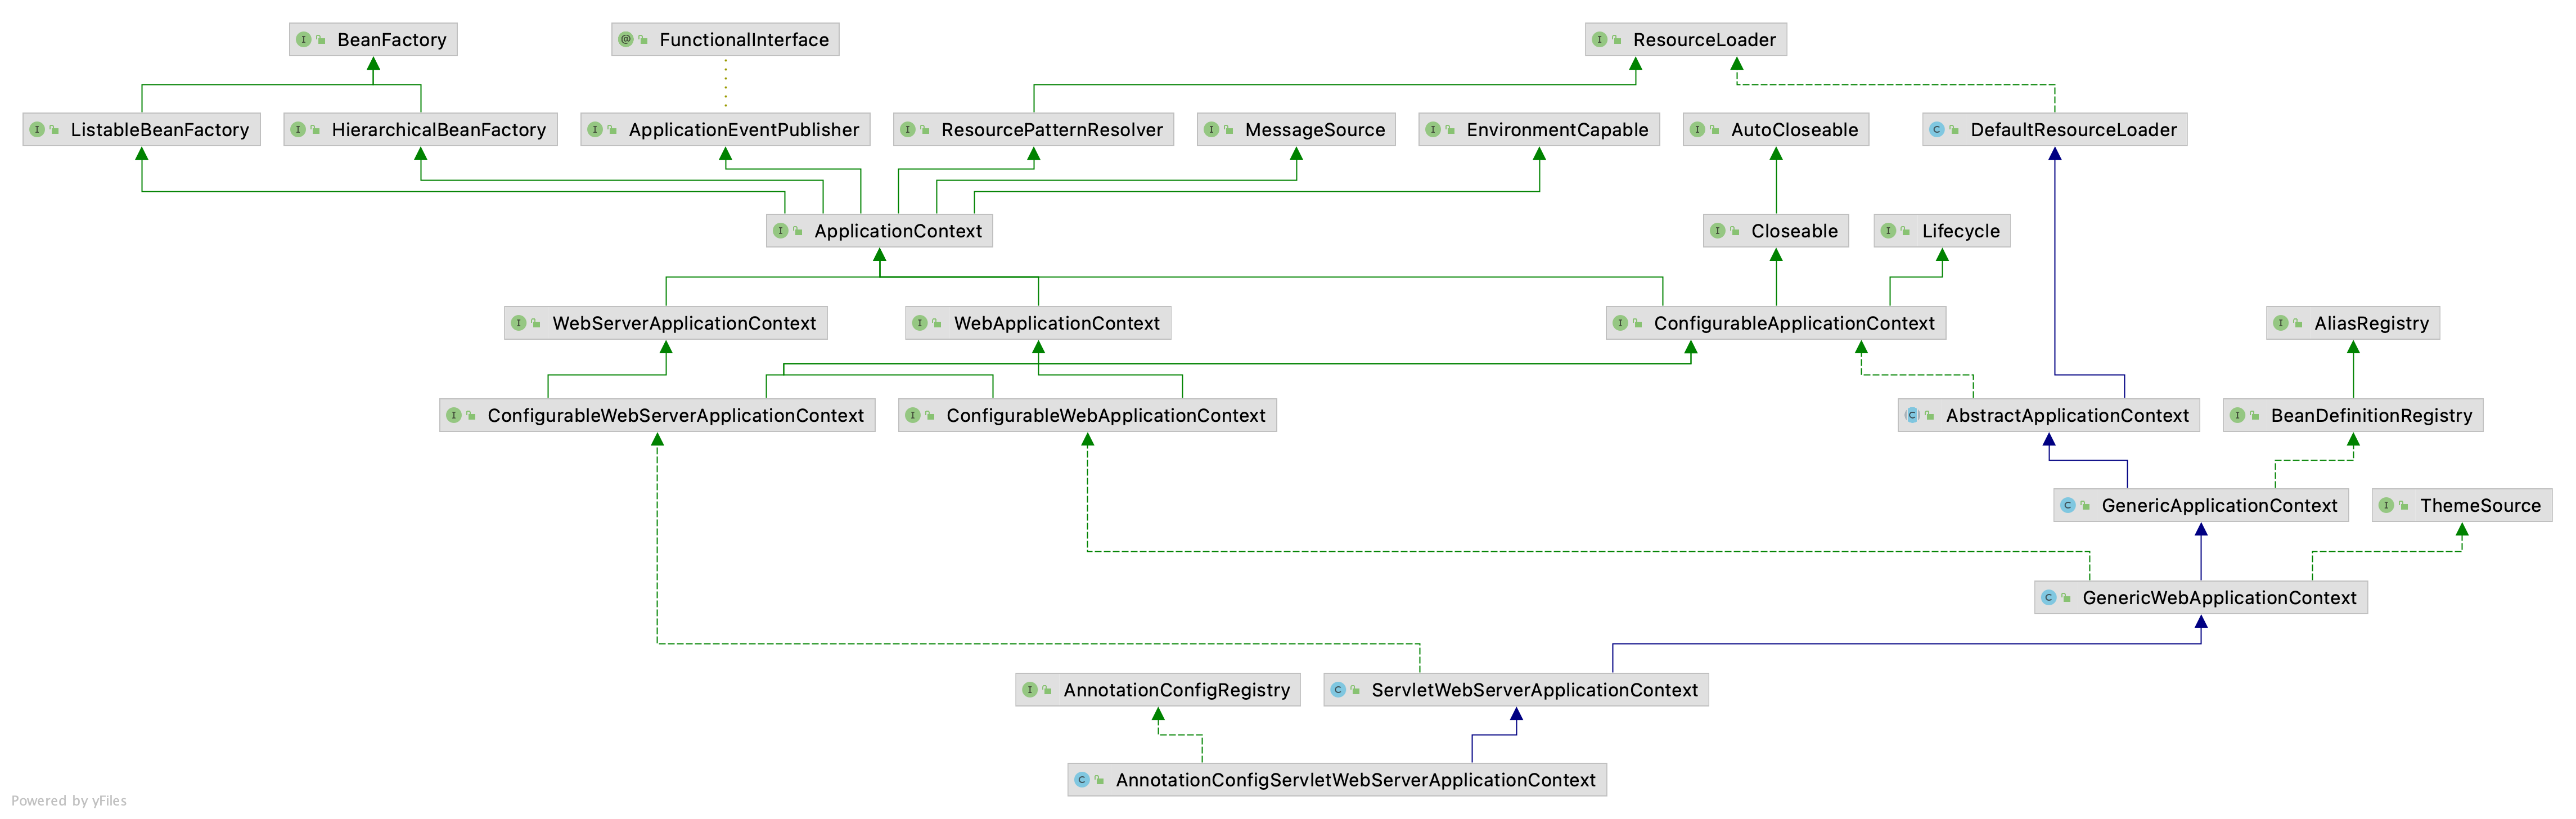 BeanFactory
FunctionalInterface
ResourceLoader
ListableBeanFactory
HierarchicalBeanFactory
ApplicationEventPublisher
ResourcePatternResolver
MessageSource
EnvironmentCapable
AutoCloseable
DefaultResourceLoader
ApplicationContext
Closeable
Lifecycle
WebServerApplicationContext
WebApplicationContext
ConfigurableApplicationContext
AliasRegistry
ConfigurableWebServerApplicationContext
ConfigurableWebApplicationContext
AbstractApplicationContext
BeanDefinitionRegistry
GenericApplicationContext
ThemeSource
GenericWebApplicationContext
AnnotationConfigRegistry
ServletWebServerApplicationContext
AnnotationConfigServletWebServerApplicationContext
Powered by yFiles